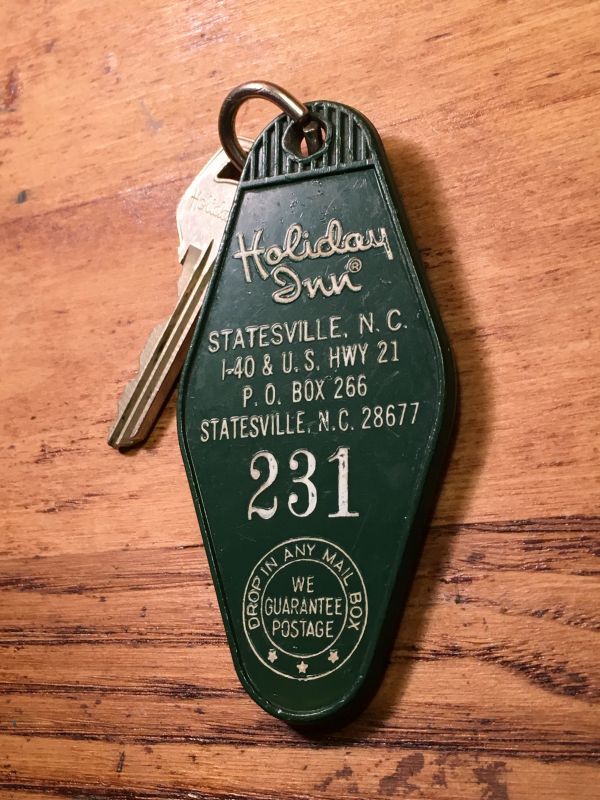 Holiday
Inn®
STATESVILLE, N. C.
I-40 & U. S. HWY 21
P. O. BOX 266
STATESVILLE, N.C. 28677
231
DROP IN ANY MAIL BOX
WE
GUARANTEE
POSTAGE